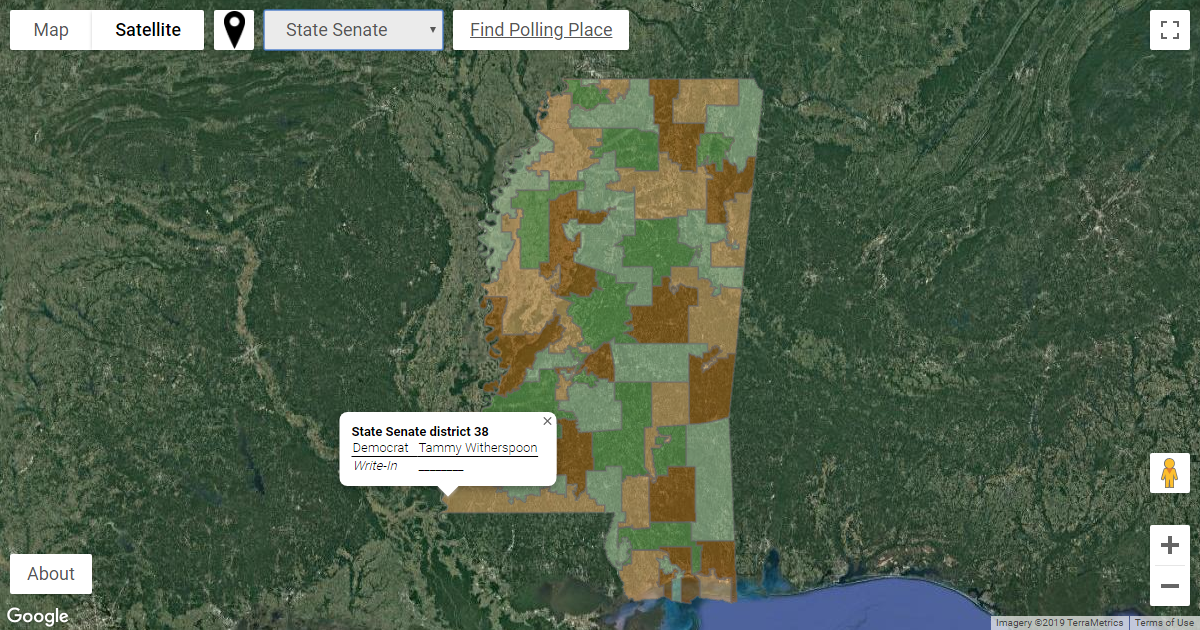 Map Satellite State Senate Find Polling Place
State Senate district 38
Democrat Tammy Witherspoon
Write-In ________
About
Google
Imagery ©2019 TerraMetrics Terms of Use